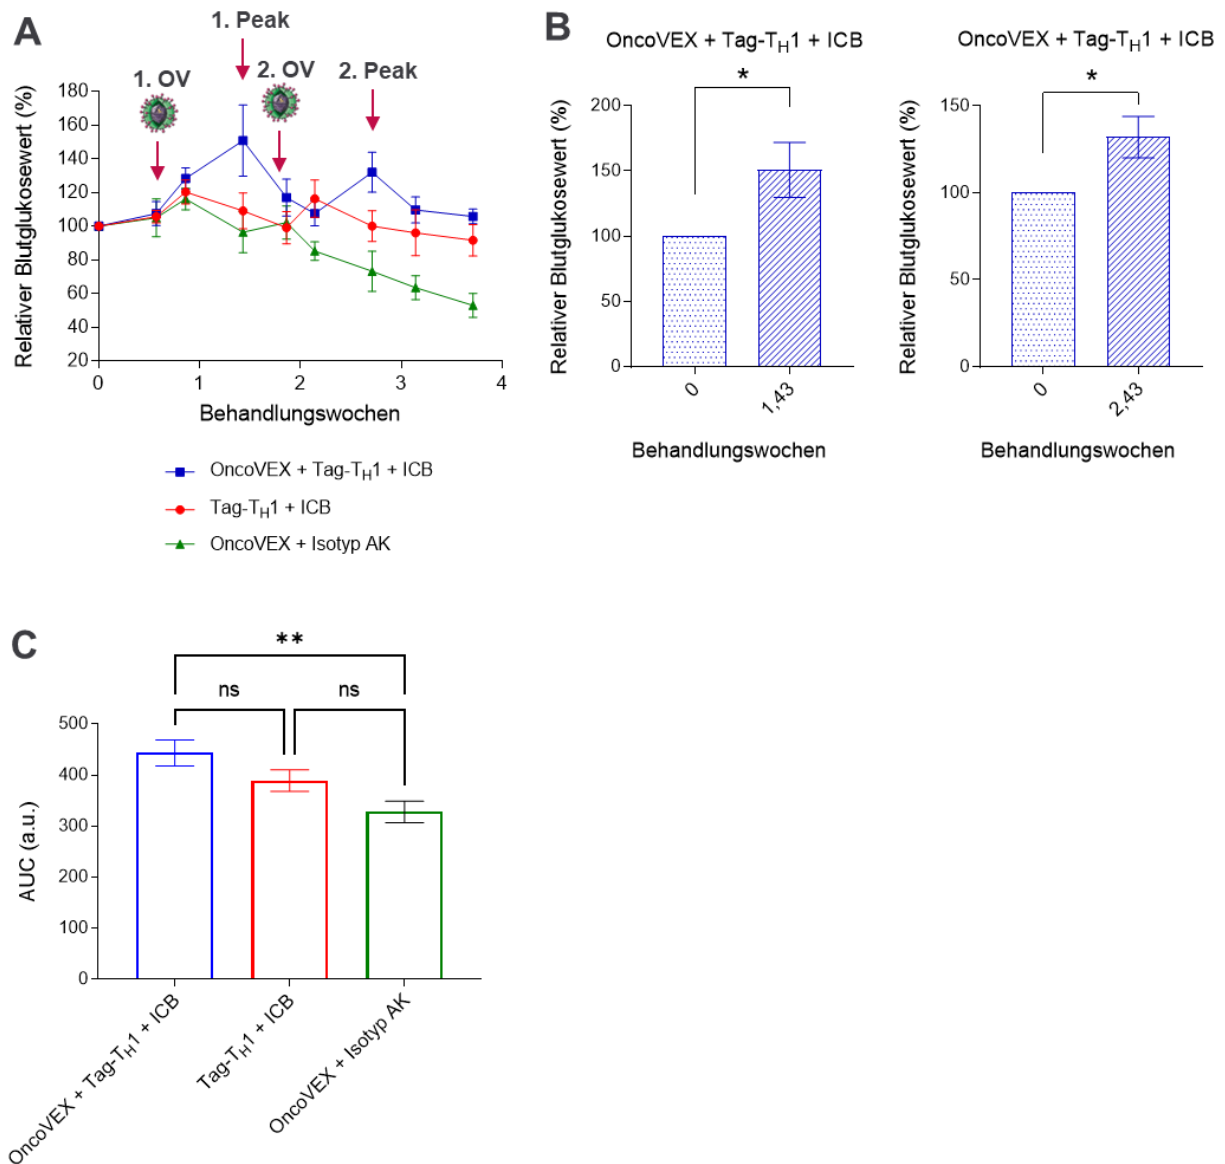 A
1. Peak
1. OV
2. OV
2. Peak
Relativer Blutglukosewert (%)
180
160
140
120
100
80
60
40
20
0
1
2
3
4
Behandlungswochen
OncoVEX + Tag-TH1 + ICB
Tag-TH1 + ICB
OncoVEX + Isotyp AK
B
OncoVEX + Tag-TH1 + ICB
*
Relativer Blutglukosewert (%)
200
150
100
50
0
0
1,43
Behandlungswochen
OncoVEX + Tag-TH1 + ICB
*
Relativer Blutglukosewert (%)
150
100
50
0
0
2,43
Behandlungswochen
C
**
ns
ns
AUC (a.u.)
500
400
300
200
100
0
OncoVEX + Tag-TH1 + ICB
Tag-TH1 + ICB
OncoVEX + Isotyp AK